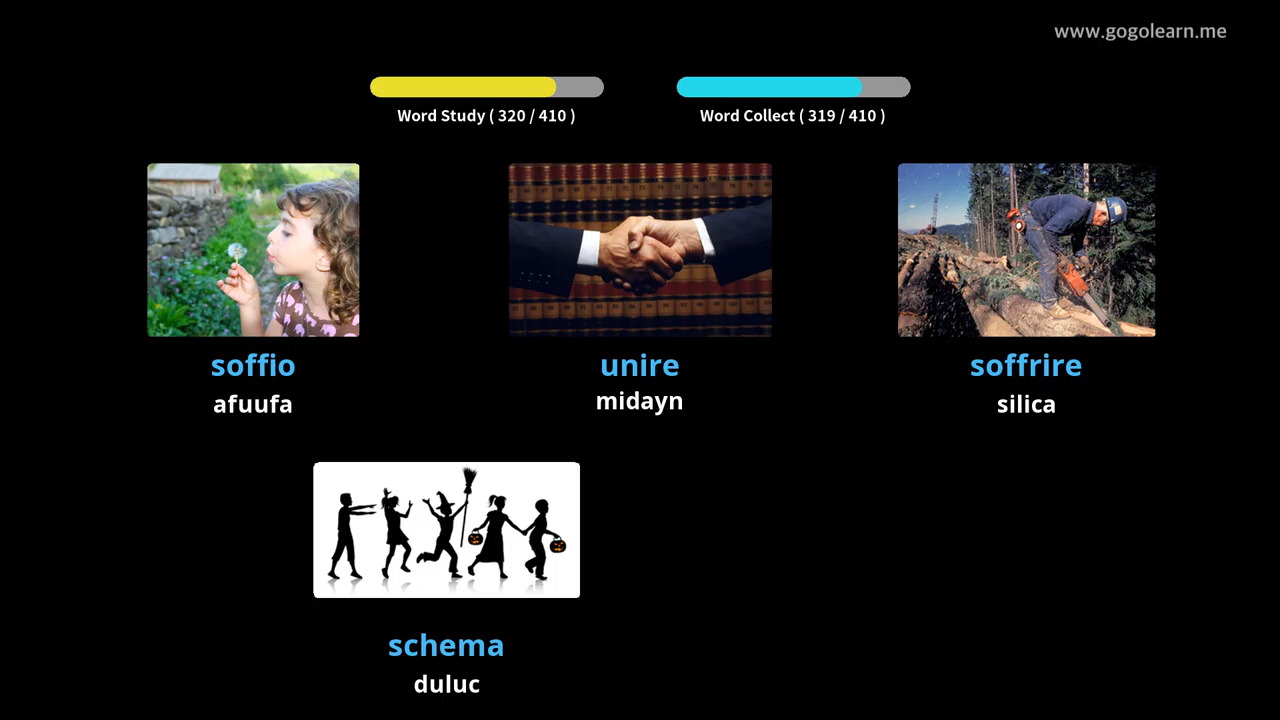 www.gogolearn.me
Word Study ( 320 / 410 )
Word Collect ( 319 / 410 )
soffio
afuufa
unire
midayn
soffrire
silica
schema
duluc